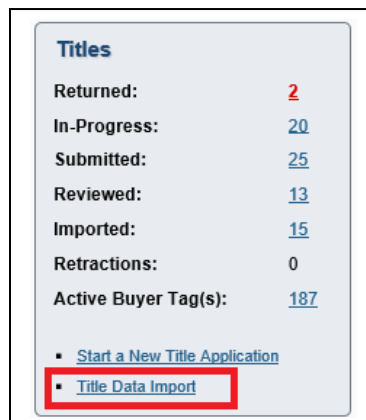 Titles
Returned: 2
In-Progress: 20
Submitted: 25
Reviewed: 13
Imported: 15
Retractions: 0
Active Buyer Tag(s): 187
Start a New Title Application
Title Data Import